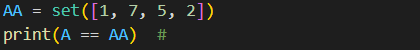 AA = set([1, 7, 5, 2])
print(A == AA)  #